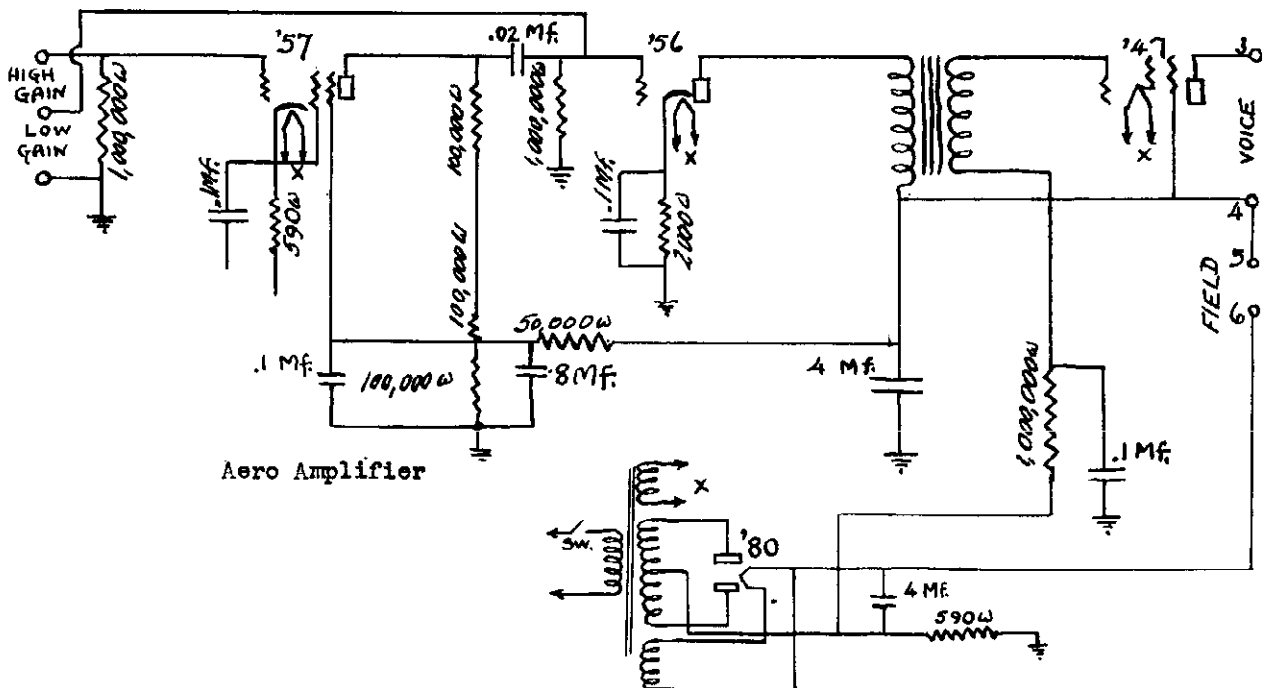 '57
.02 Mf.
'56
'47
3
HIGH
GAIN
LOW
GAIN
1,000,000ω
.1Mf.
x
590ω
100,000ω
1,000,000ω
.1Mf.
x
2000ω
x
VOICE
4
5
FIELD
6
100,000ω
50,000ω
.1 Mf.
100,000ω
.8Mf.
4 Mf.
1,000,000ω
.1 Mf.
Aero Amplifier
x
SW.
'80
4 Mf.
590ω